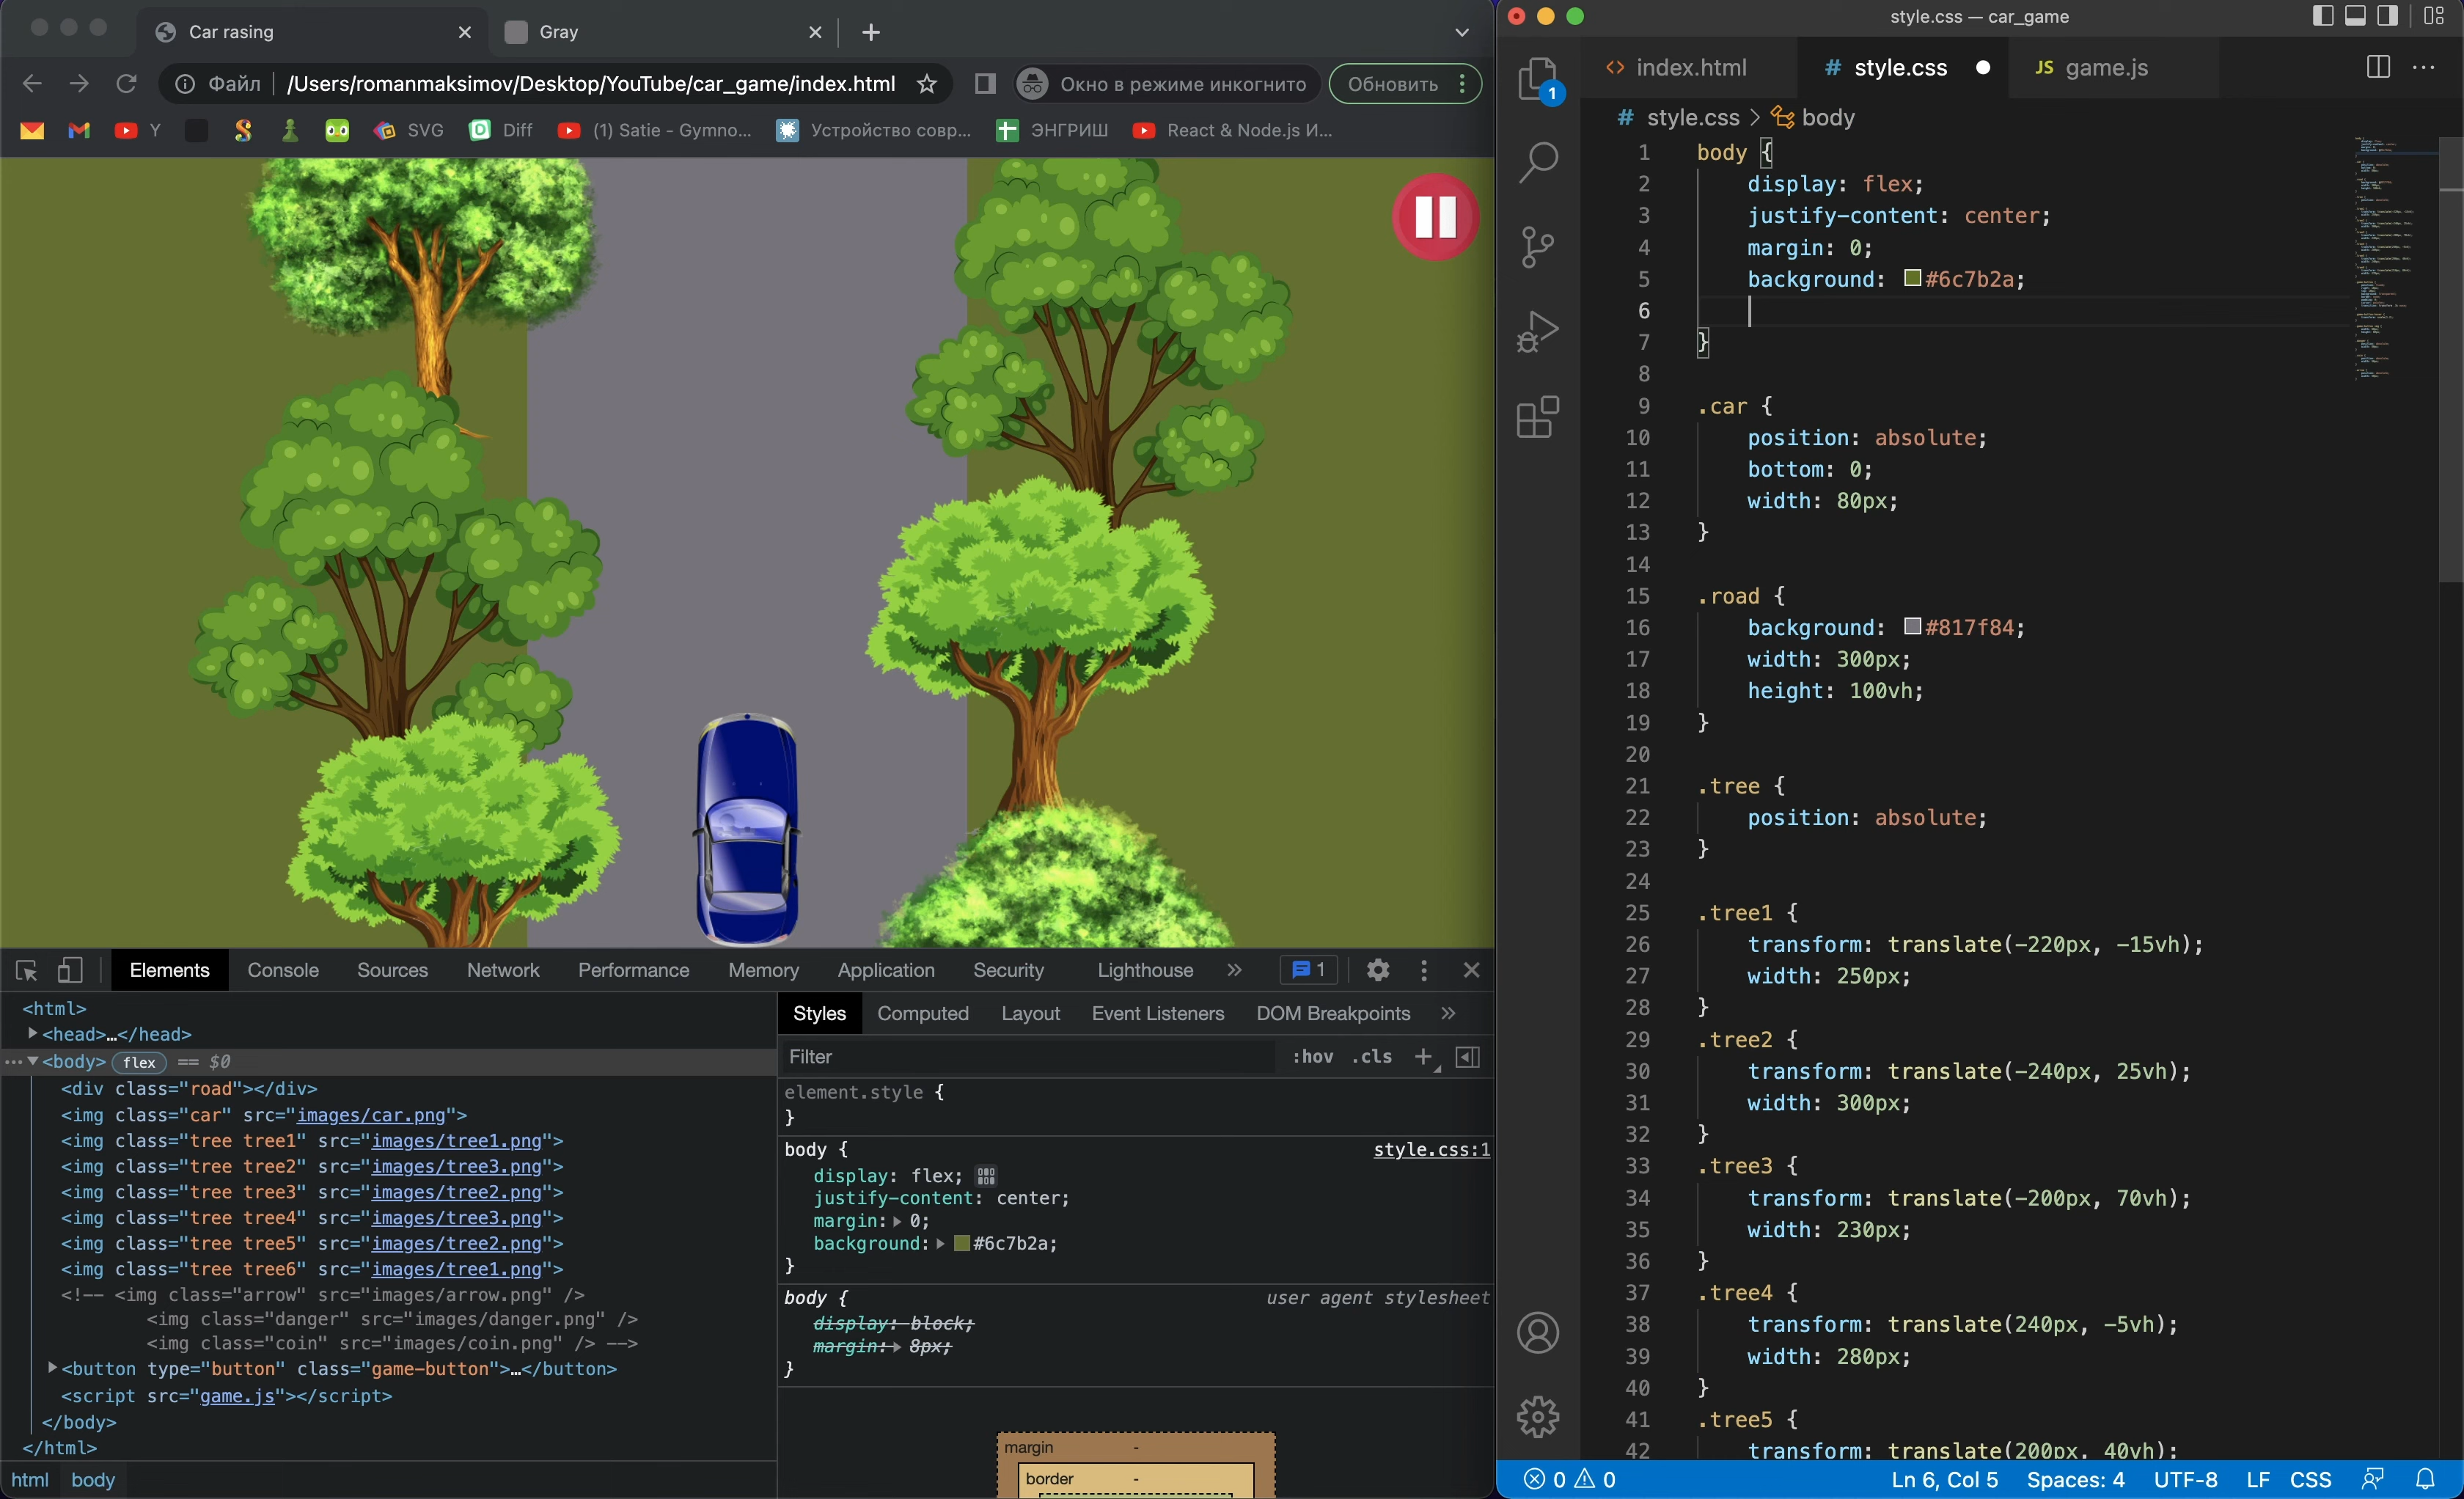 Car rasing
Gray
Файл
/Users/romanmaksimov/Desktop/YouTube/car_game/index.html
Окно в режиме инкогнито
Обновить
Y
SVG
Diff
(1) Satie - Gymno...
Устройство совр...
ЭНГРИШ
React & Node.js И...
Elements
Console
Sources
Network
Performance
Memory
Application
Security
Lighthouse
»
1
<html>
<head>…</head>
<body> flex == $0
<div class="road"></div>
<img class="car" src="images/car.png">
<img class="tree tree1" src="images/tree1.png">
<img class="tree tree2" src="images/tree3.png">
<img class="tree tree3" src="images/tree2.png">
<img class="tree tree4" src="images/tree3.png">
<img class="tree tree5" src="images/tree2.png">
<img class="tree tree6" src="images/tree1.png">
<!-- <img class="arrow" src="images/arrow.png" />
<img class="danger" src="images/danger.png" />
<img class="coin" src="images/coin.png" /> -->
<button type="button" class="game-button">…</button>
<script src="game.js"></script>
</body>
</html>
html body
Styles
Computed
Layout
Event Listeners
DOM Breakpoints
»
Filter
:hov .cls +
element.style {
}
body { style.css:1
display: flex;
justify-content: center;
margin: 0;
background: #6c7b2a;
}
body { user agent stylesheet
display: block;
margin: 8px;
}
margin -
border -
style.css — car_game
1
<> index.html
# style.css
JS game.js
# style.css > body
1 body {
2 display: flex;
3 justify-content: center;
4 margin: 0;
5 background: #6c7b2a;
6
7 }
8
9 .car {
10 position: absolute;
11 bottom: 0;
12 width: 80px;
13 }
14
15 .road {
16 background: #817f84;
17 width: 300px;
18 height: 100vh;
19 }
20
21 .tree {
22 position: absolute;
23 }
24
25 .tree1 {
26 transform: translate(-220px, -15vh);
27 width: 250px;
28 }
29 .tree2 {
30 transform: translate(-240px, 25vh);
31 width: 300px;
32 }
33 .tree3 {
34 transform: translate(-200px, 70vh);
35 width: 230px;
36 }
37 .tree4 {
38 transform: translate(240px, -5vh);
39 width: 280px;
40 }
41 .tree5 {
42 transform: translate(200px, 40vh);
0 0
Ln 6, Col 5
Spaces: 4
UTF-8
LF
CSS